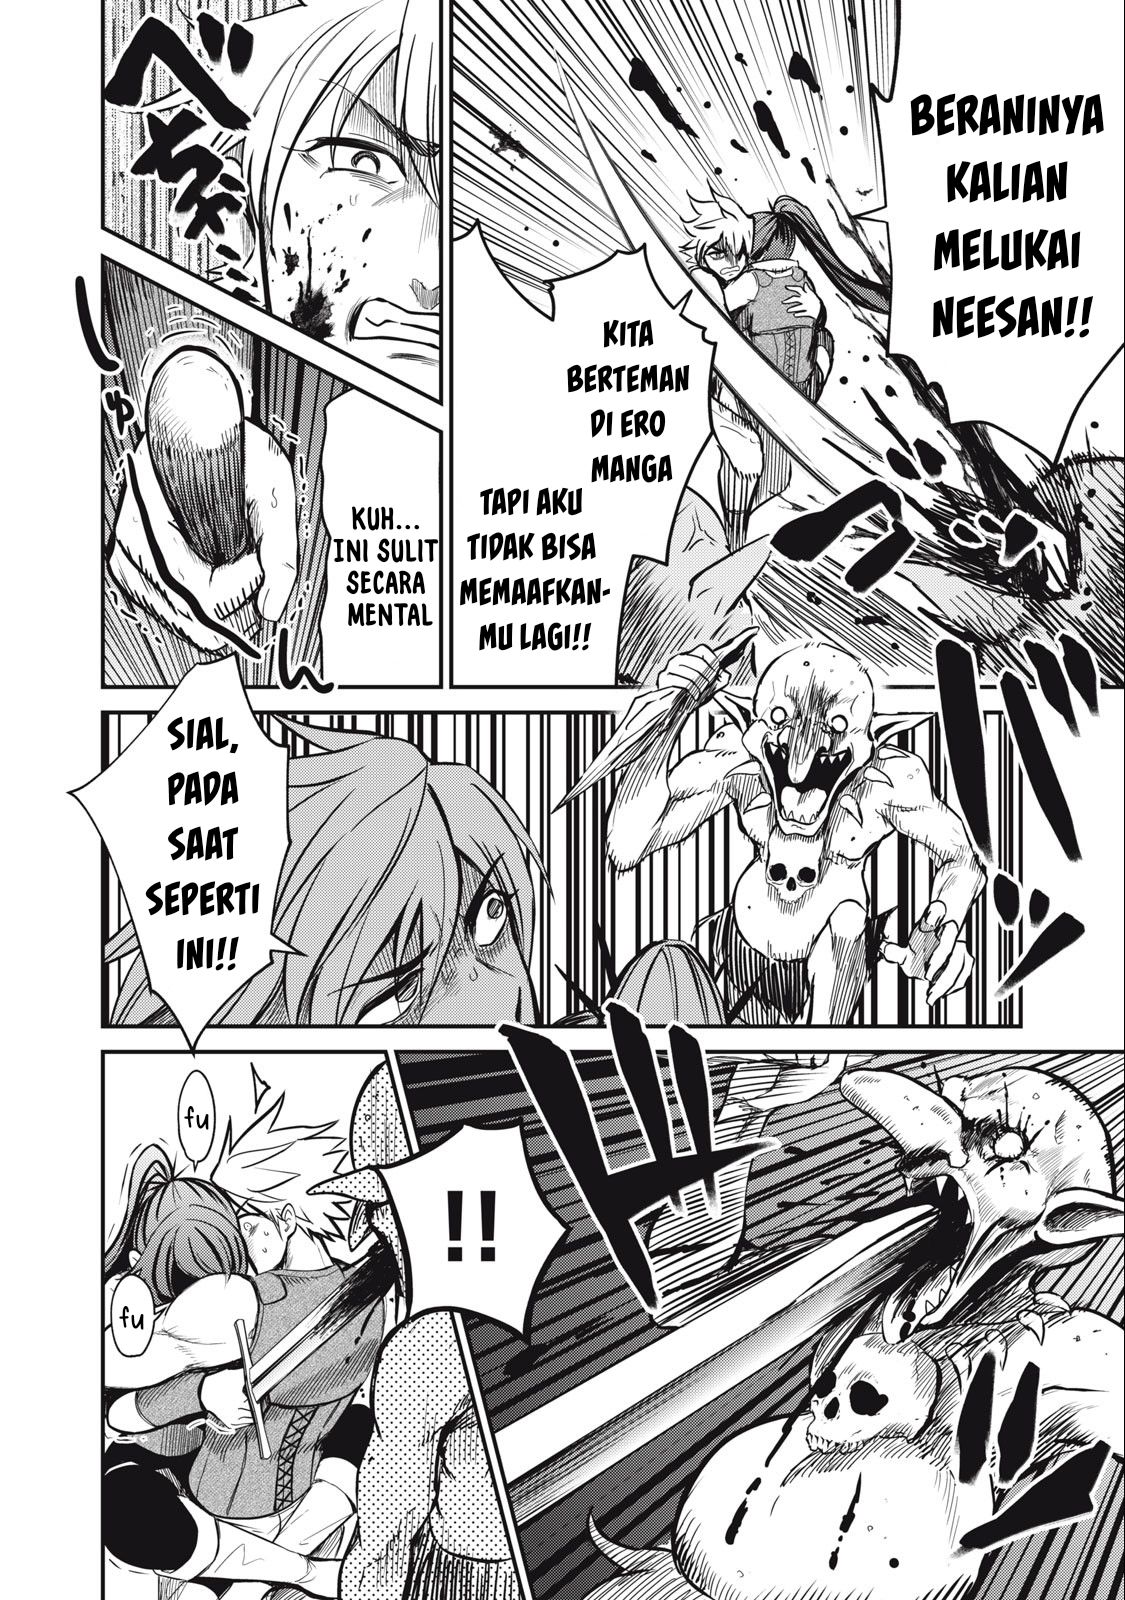 BERANINYA
KALIAN
MELUKAI
NEESAN!!
KITA
BERTEMAN
DI ERO
MANGA
TAPI AKU
TIDAK BISA
MEMAAFKAN-
MU LAGI!!
KUH...
INI SULIT
SECARA
MENTAL
SIAL,
PADA
SAAT
SEPERTI
INI!!
!!
fu
fu